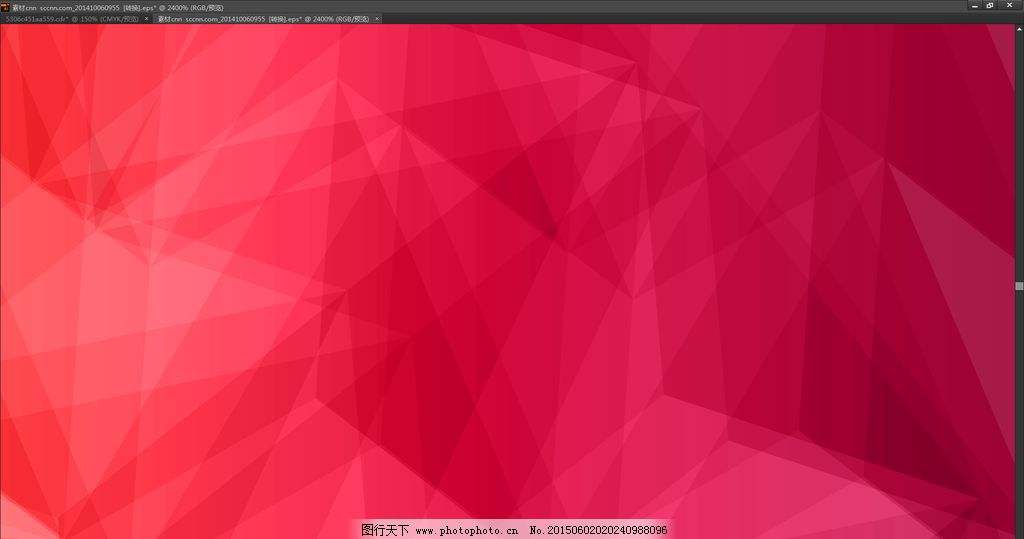 素材cnn sccnn.com_201410060955 [转换].eps* @ 2400% (RGB/预览)
5306c451aa359.cdr* @ 150% (CMYK/预览) × 素材cnn sccnn.com_201410060955 [转换].eps* @ 2400% (RGB/预览) ×
图行天下 www.photophoto.cn No.20150602020240988096